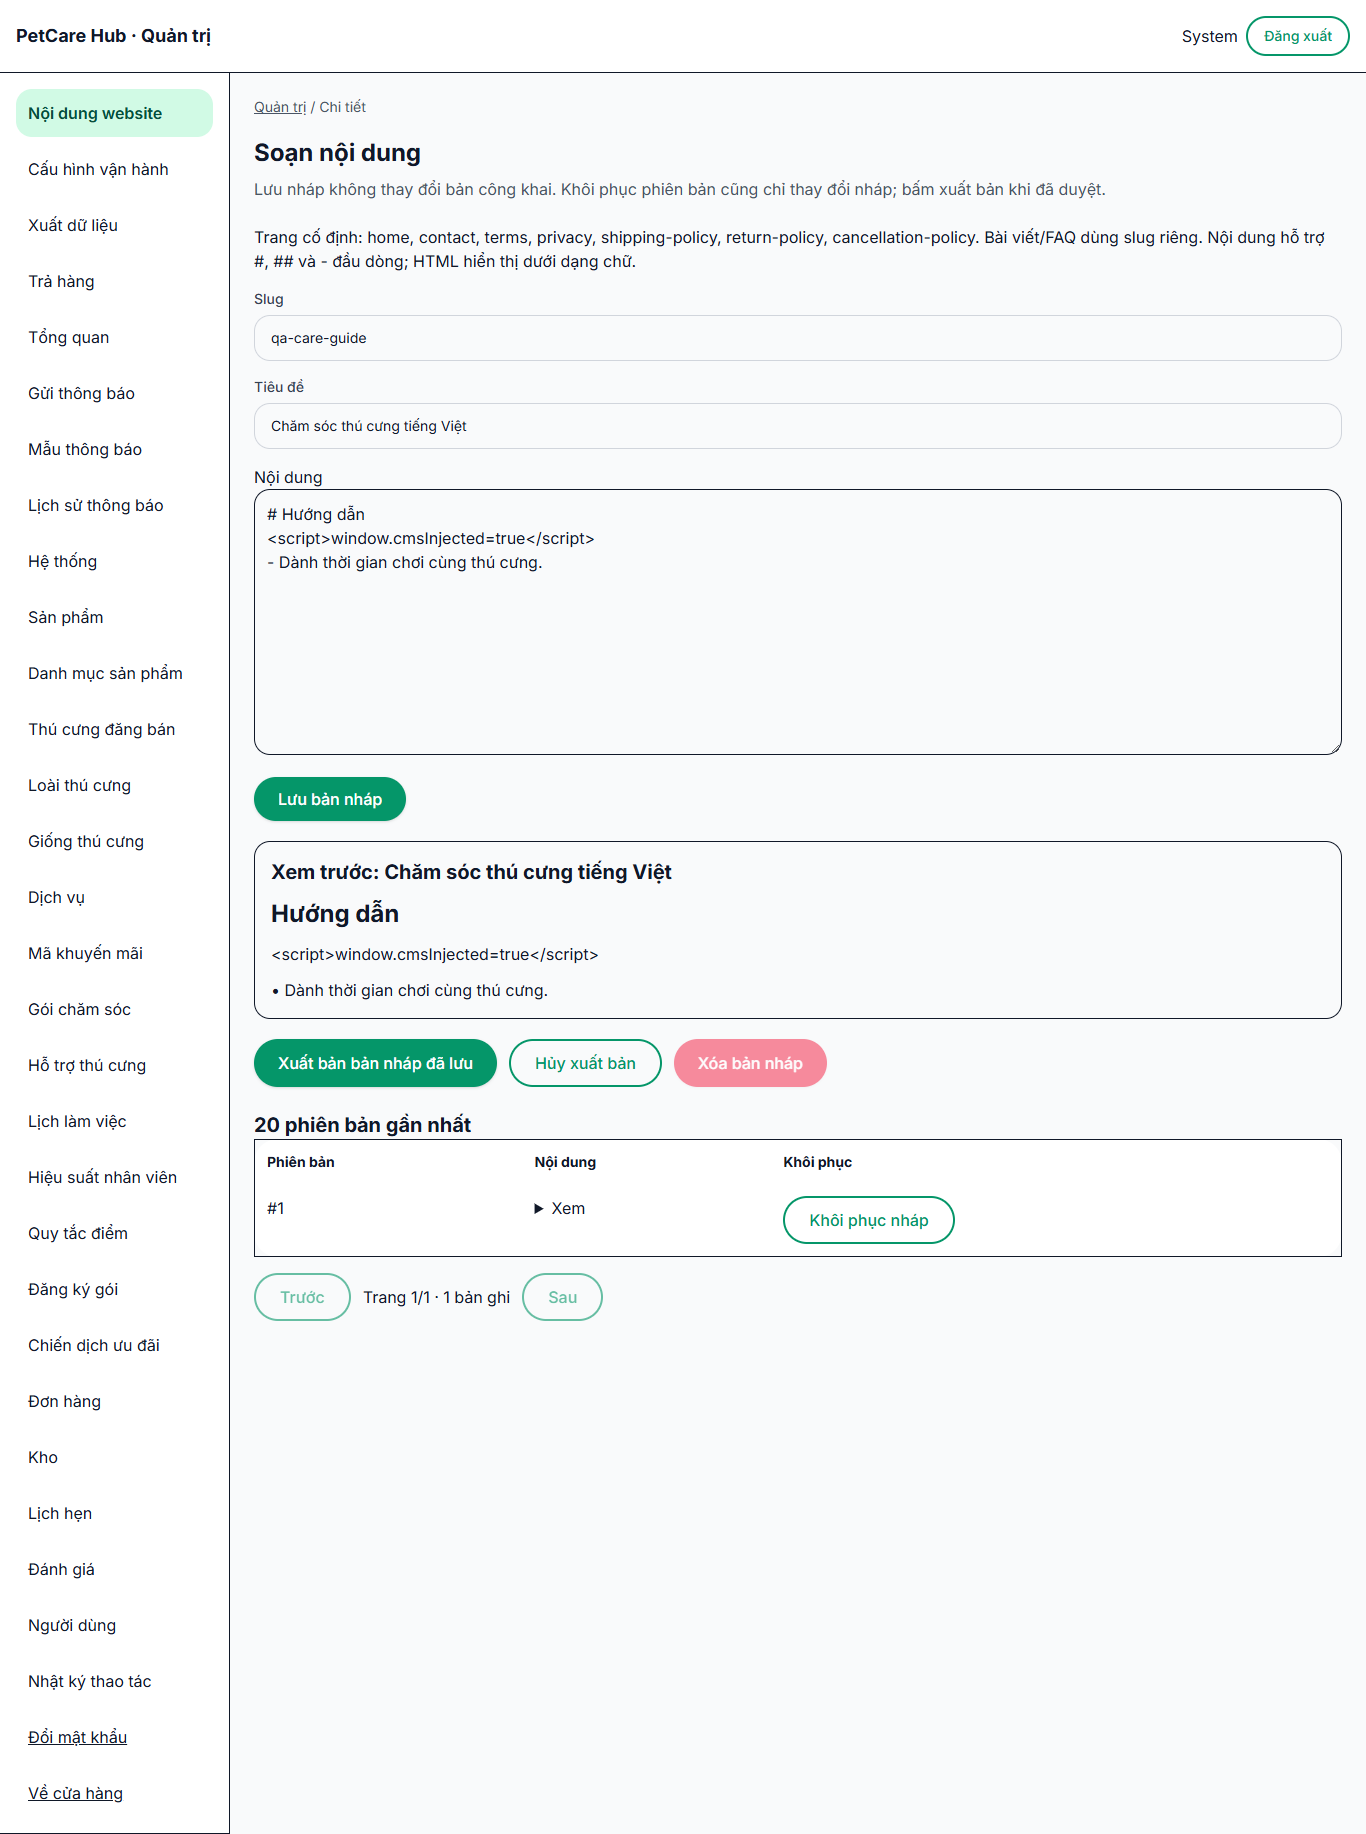 PetCare Hub · Quản trị
System
Đăng xuất
Nội dung website
Cấu hình vận hành
Xuất dữ liệu
Trả hàng
Tổng quan
Gửi thông báo
Mẫu thông báo
Lịch sử thông báo
Hệ thống
Sản phẩm
Danh mục sản phẩm
Thú cưng đăng bán
Loài thú cưng
Giống thú cưng
Dịch vụ
Mã khuyến mãi
Gói chăm sóc
Hỗ trợ thú cưng
Lịch làm việc
Hiệu suất nhân viên
Quy tắc điểm
Đăng ký gói
Chiến dịch ưu đãi
Đơn hàng
Kho
Lịch hẹn
Đánh giá
Người dùng
Nhật ký thao tác
Đổi mật khẩu
Về cửa hàng
Quản trị / Chi tiết
Soạn nội dung
Lưu nháp không thay đổi bản công khai. Khôi phục phiên bản cũng chỉ thay đổi nháp; bấm xuất bản khi đã duyệt.
Trang cố định: home, contact, terms, privacy, shipping-policy, return-policy, cancellation-policy. Bài viết/FAQ dùng slug riêng. Nội dung hỗ trợ
#, ## và - đầu dòng; HTML hiển thị dưới dạng chữ.
Slug
qa-care-guide
Tiêu đề
Chăm sóc thú cưng tiếng Việt
Nội dung
# Hướng dẫn
<script>window.cmsInjected=true</script>
- Dành thời gian chơi cùng thú cưng.
Lưu bản nháp
Xem trước: Chăm sóc thú cưng tiếng Việt
Hướng dẫn
<script>window.cmsInjected=true</script>
• Dành thời gian chơi cùng thú cưng.
Xuất bản bản nháp đã lưu
Hủy xuất bản
Xóa bản nháp
20 phiên bản gần nhất
Phiên bản
Nội dung
Khôi phục
#1
▶ Xem
Khôi phục nháp
Trước
Trang 1/1 · 1 bản ghi
Sau